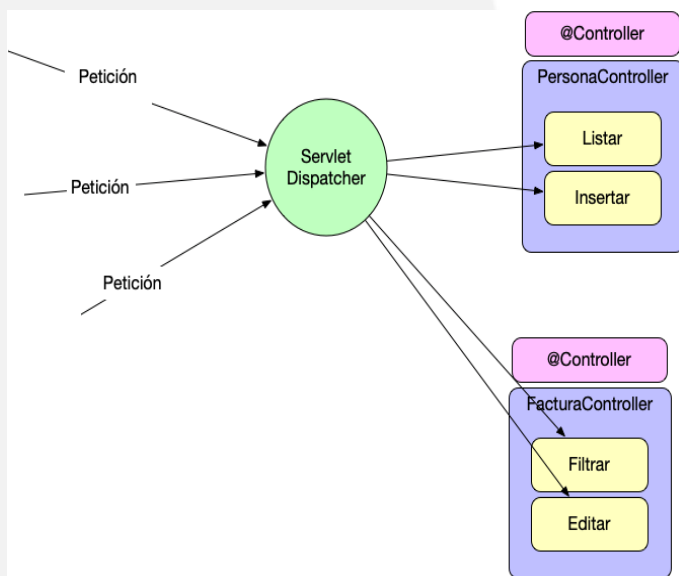 Petición
Petición
Petición
Servlet
Dispatcher
@Controller
PersonaController
Listar
Insertar
@Controller
FacturaController
Filtrar
Editar